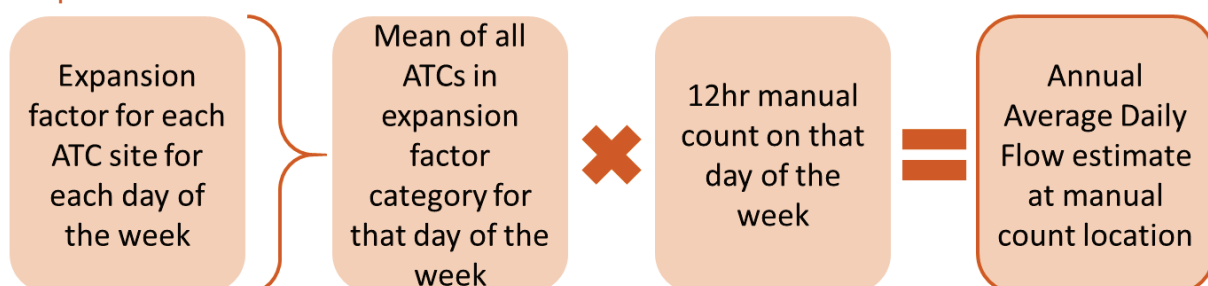 Expansion
factor for each
ATC site for
each day of
the week
Mean of all
ATCs in
expansion
factor
category for
that day of the
week
12hr manual
count on that
day of the
week
Annual
Average Daily
Flow estimate
at manual
count location